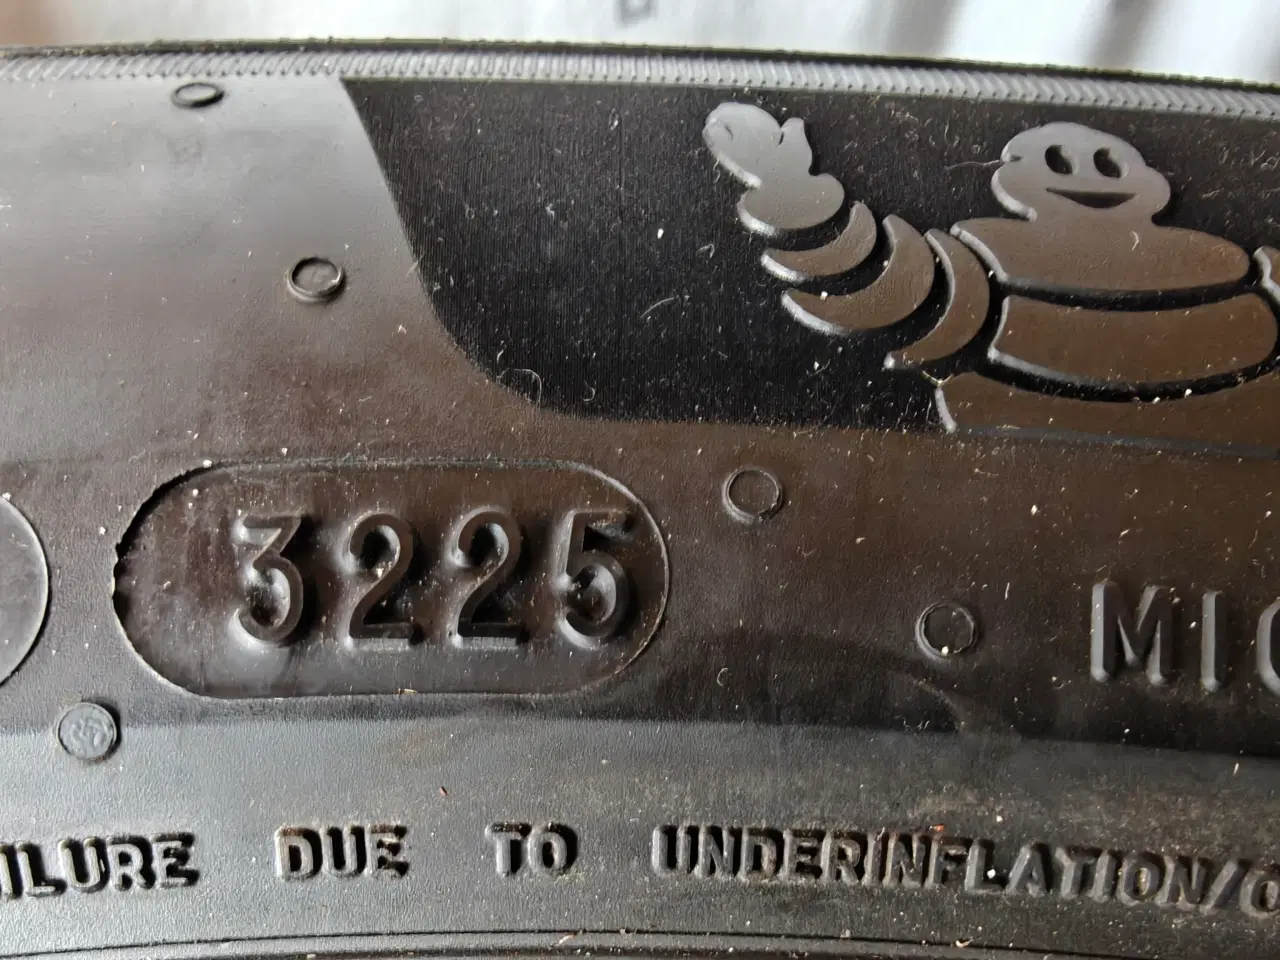 3225
MIC
ILURE DUE TO UNDERINFLATION/O